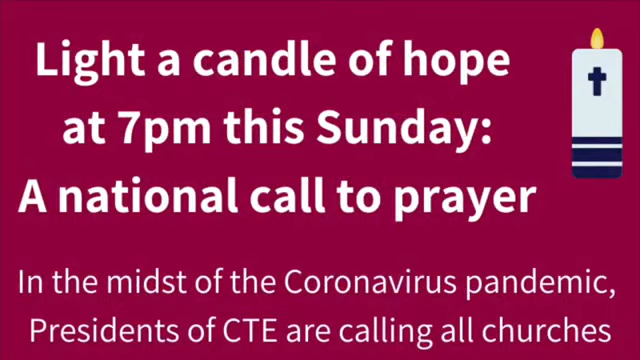 Light a candle of hope
at 7pm this Sunday:
A national call to prayer
In the midst of the Coronavirus pandemic,
Presidents of CTE are calling all churches